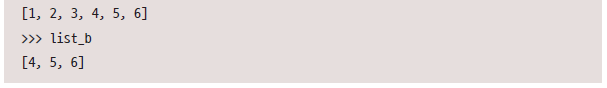 [1, 2, 3, 4, 5, 6]
>>> list_b
[4, 5, 6]